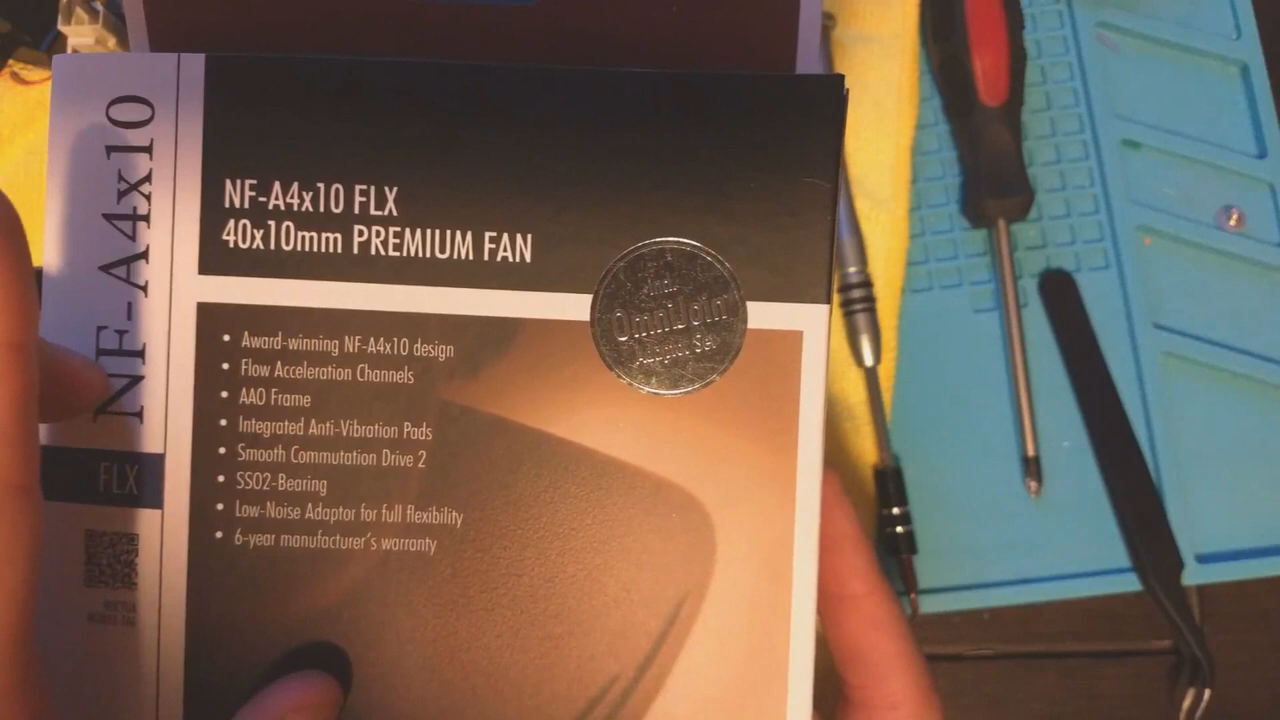 NF-A4x10
FLX
NF-A4x10 FLX
40x10mm PREMIUM FAN
incl.
OmniJoin
Adaptor Set
• Award-winning NF-A4x10 design
• Flow Acceleration Channels
• AAO Frame
• Integrated Anti-Vibration Pads
• Smooth Commutation Drive 2
• SSO2-Bearing
• Low-Noise Adaptor for full flexibility
• 6-year manufacturer's warranty